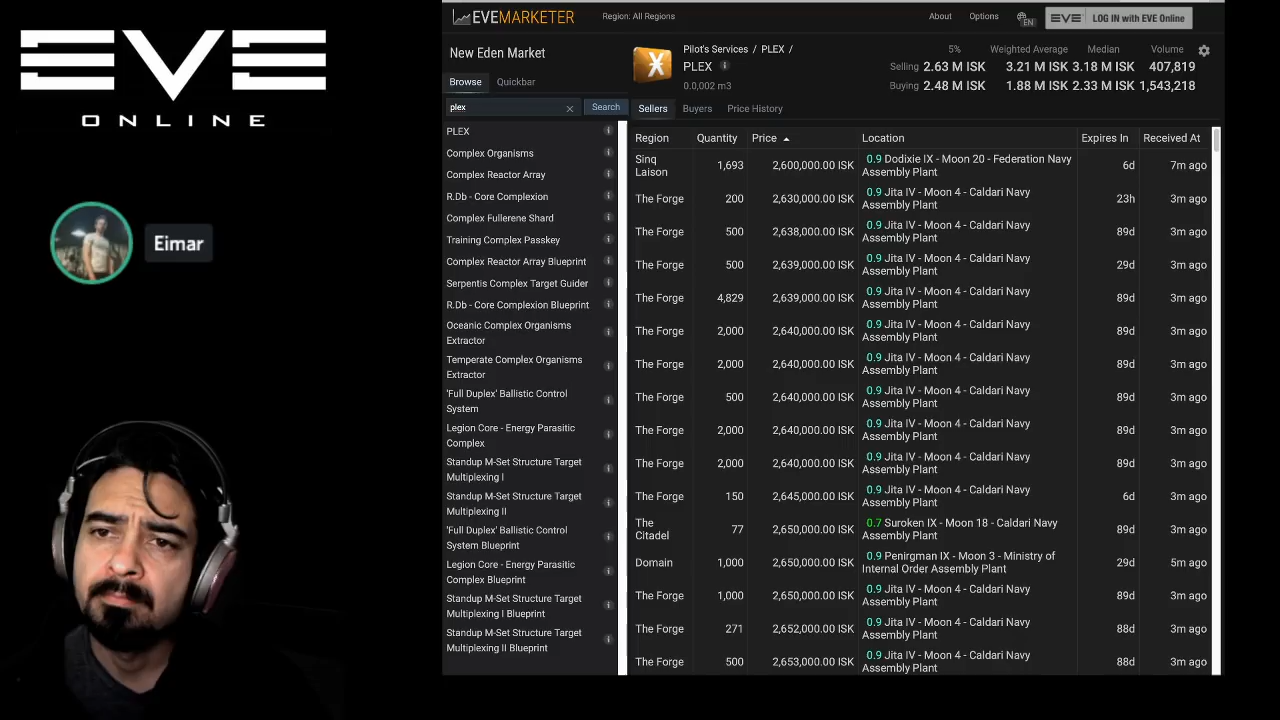 EVE
ONLINE
Eimar
EVEMARKETER
Region: All Regions
About
Options
EN
EVE LOG IN with EVE Online
New Eden Market
Browse
Quickbar
plex
Search
PLEX
Complex Organisms
Complex Reactor Array
R.Db - Core Complexion
Complex Fullerene Shard
Training Complex Passkey
Complex Reactor Array Blueprint
Serpentis Complex Target Guider
R.Db - Core Complexion Blueprint
Oceanic Complex Organisms
Extractor
Temperate Complex Organisms
Extractor
'Full Duplex' Ballistic Control
System
Legion Core - Energy Parasitic
Complex
Standup M-Set Structure Target
Multiplexing I
Standup M-Set Structure Target
Multiplexing II
'Full Duplex' Ballistic Control
System Blueprint
Legion Core - Energy Parasitic
Complex Blueprint
Standup M-Set Structure Target
Multiplexing I Blueprint
Standup M-Set Structure Target
Multiplexing II Blueprint
Pilot's Services / PLEX /
PLEX
0.0,002 m3
5% Weighted Average Median Volume
Selling 2.63 M ISK 3.21 M ISK 3.18 M ISK 407,819
Buying 2.48 M ISK 1.88 M ISK 2.33 M ISK 1,543,218
Sellers Buyers Price History
Region Quantity Price Location Expires In Received At
Sinq
Laison 1,693 2,600,000.00 ISK 0.9 Dodixie IX - Moon 20 - Federation Navy
Assembly Plant 6d 7m ago
The Forge 200 2,630,000.00 ISK 0.9 Jita IV - Moon 4 - Caldari Navy
Assembly Plant 23h 3m ago
The Forge 500 2,638,000.00 ISK 0.9 Jita IV - Moon 4 - Caldari Navy
Assembly Plant 89d 3m ago
The Forge 500 2,639,000.00 ISK 0.9 Jita IV - Moon 4 - Caldari Navy
Assembly Plant 29d 3m ago
The Forge 4,829 2,639,000.00 ISK 0.9 Jita IV - Moon 4 - Caldari Navy
Assembly Plant 89d 3m ago
The Forge 2,000 2,640,000.00 ISK 0.9 Jita IV - Moon 4 - Caldari Navy
Assembly Plant 89d 3m ago
The Forge 2,000 2,640,000.00 ISK 0.9 Jita IV - Moon 4 - Caldari Navy
Assembly Plant 89d 3m ago
The Forge 500 2,640,000.00 ISK 0.9 Jita IV - Moon 4 - Caldari Navy
Assembly Plant 89d 3m ago
The Forge 2,000 2,640,000.00 ISK 0.9 Jita IV - Moon 4 - Caldari Navy
Assembly Plant 89d 3m ago
The Forge 2,000 2,640,000.00 ISK 0.9 Jita IV - Moon 4 - Caldari Navy
Assembly Plant 89d 3m ago
The Forge 150 2,645,000.00 ISK 0.9 Jita IV - Moon 4 - Caldari Navy
Assembly Plant 6d 3m ago
The
Citadel 77 2,650,000.00 ISK 0.7 Suroken IX - Moon 18 - Caldari Navy
Assembly Plant 89d 3m ago
Domain 1,000 2,650,000.00 ISK 0.9 Penirgman IX - Moon 3 - Ministry of
Internal Order Assembly Plant 29d 5m ago
The Forge 1,000 2,650,000.00 ISK 0.9 Jita IV - Moon 4 - Caldari Navy
Assembly Plant 89d 3m ago
The Forge 271 2,652,000.00 ISK 0.9 Jita IV - Moon 4 - Caldari Navy
Assembly Plant 88d 3m ago
The Forge 500 2,653,000.00 ISK 0.9 Jita IV - Moon 4 - Caldari Navy
Assembly Plant 88d 3m ago